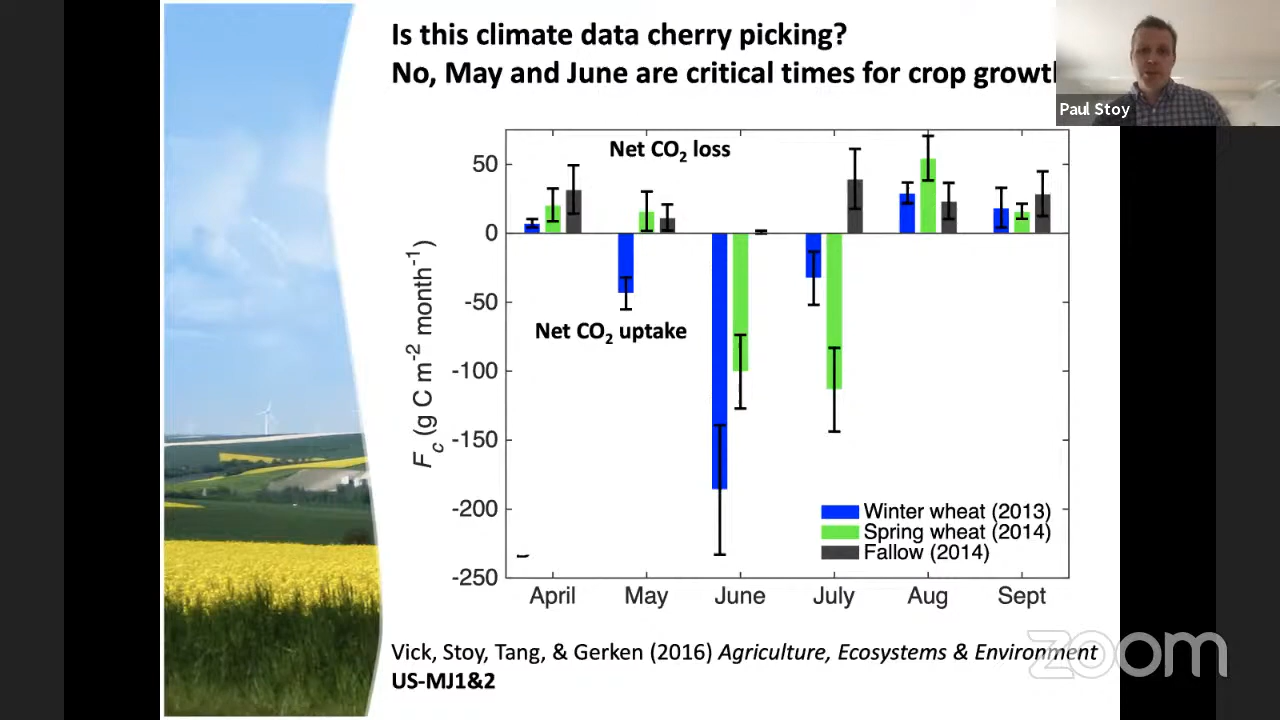 Is this climate data cherry picking?
No, May and June are critical times for crop growth
Paul Stoy
Net CO₂ loss
Net CO₂ uptake
F_c (g C m⁻² month⁻¹)
50
0
-50
-100
-150
-200
-250
Winter wheat (2013)
Spring wheat (2014)
Fallow (2014)
April May June July Aug Sept
Vick, Stoy, Tang, & Gerken (2016) Agriculture, Ecosystems & Environment
US-MJ1&2
zoom